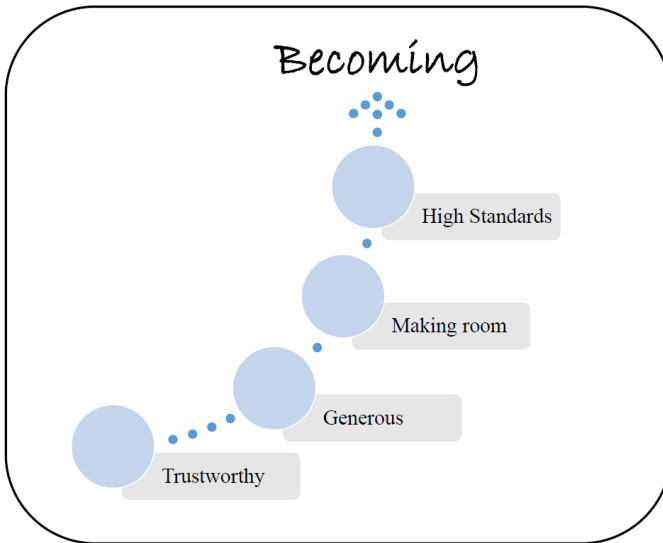 Becoming
High Standards
Making room
Generous
Trustworthy